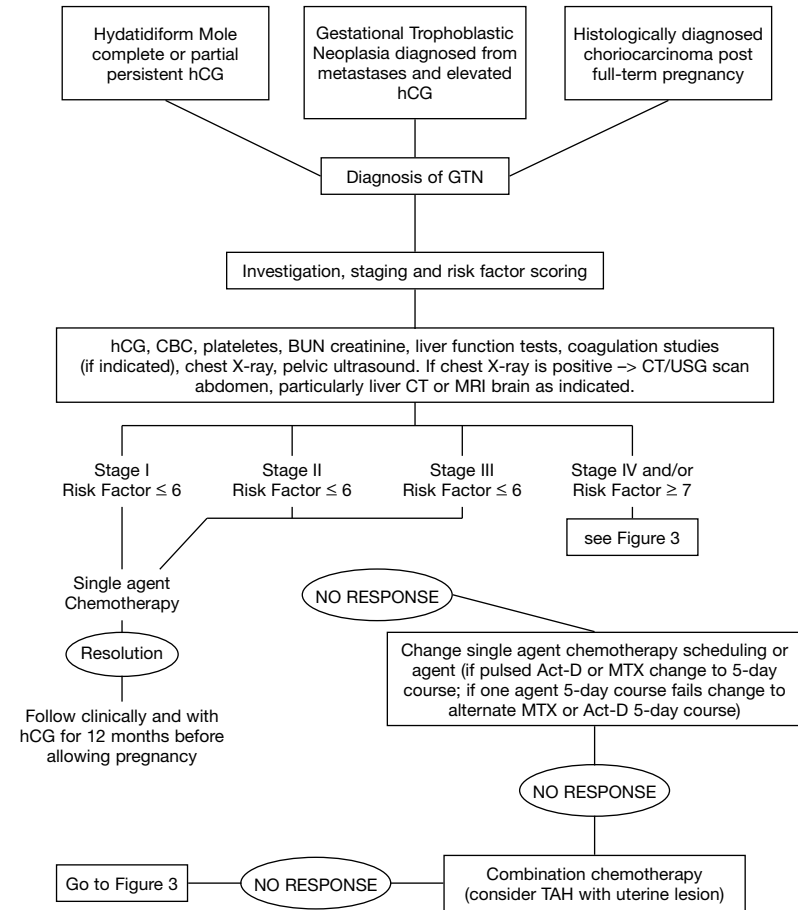 Hydatidiform Mole
complete or partial
persistent hCG
Gestational Trophoblastic
Neoplasia diagnosed from
metastases and elevated
hCG
Histologically diagnosed
choriocarcinoma post
full-term pregnancy
Diagnosis of GTN
Investigation, staging and risk factor scoring
hCG, CBC, plateletes, BUN creatinine, liver function tests, coagulation studies
(if indicated), chest X-ray, pelvic ultrasound. If chest X-ray is positive –> CT/USG scan
abdomen, particularly liver CT or MRI brain as indicated.
Stage I
Risk Factor ≤ 6
Stage II
Risk Factor ≤ 6
Stage III
Risk Factor ≤ 6
Stage IV and/or
Risk Factor ≥ 7
see Figure 3
Single agent
Chemotherapy
Resolution
Follow clinically and with
hCG for 12 months before
allowing pregnancy
NO RESPONSE
Change single agent chemotherapy scheduling or
agent (if pulsed Act-D or MTX change to 5-day
course; if one agent 5-day course fails change to
alternate MTX or Act-D 5-day course)
NO RESPONSE
Combination chemotherapy
(consider TAH with uterine lesion)
NO RESPONSE
Go to Figure 3